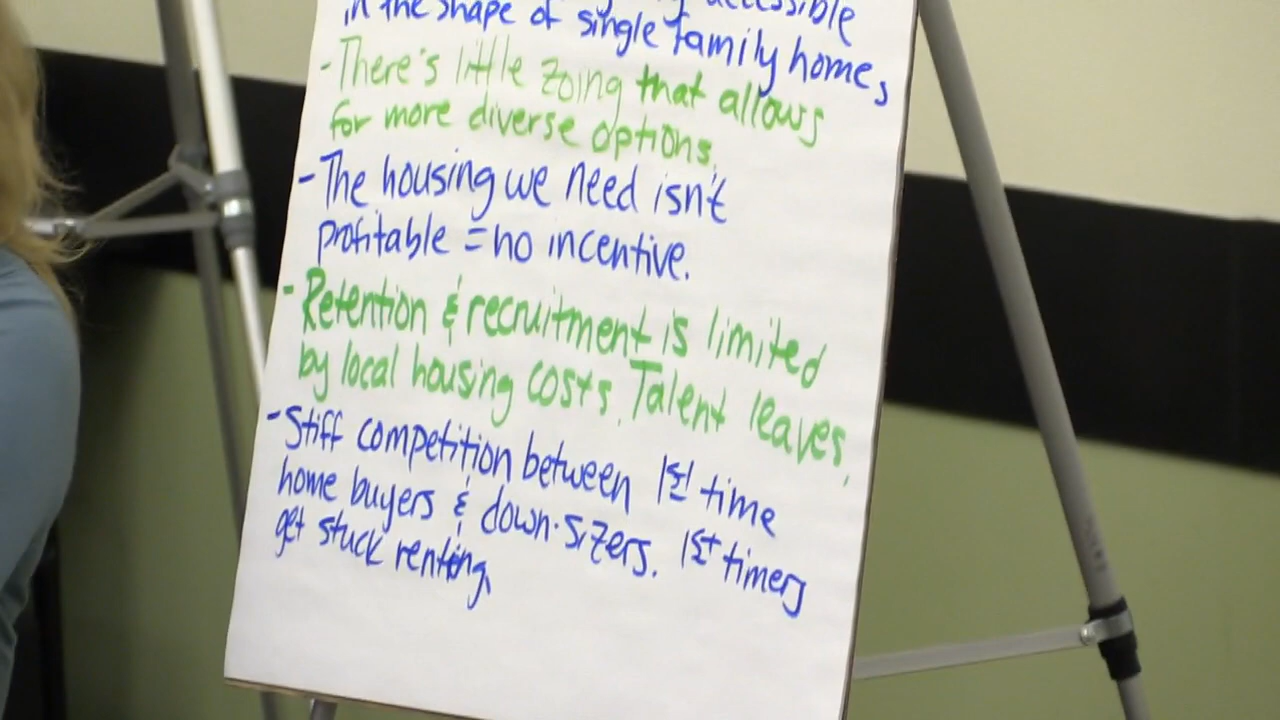 accessible
in the shape of single family homes
- There's little zoing that allows
for more diverse options.
- The housing we need isn't
profitable = no incentive.
- Retention & recruitment is limited
by local housing costs. Talent leaves.
- Stiff competition between 1st time
home buyers & down-sizers. 1st timers
get stuck renting.